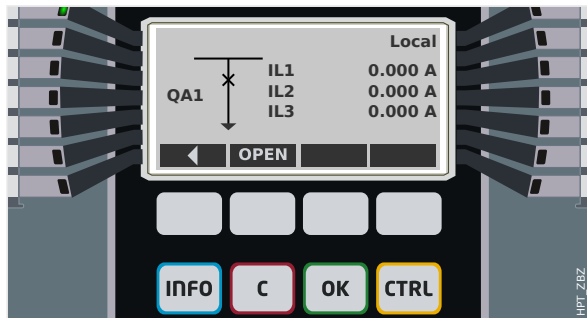 Local
IL1 0.000 A
QA1 IL2 0.000 A
IL3 0.000 A
OPEN
INFO C OK CTRL
HPT_ZBZ